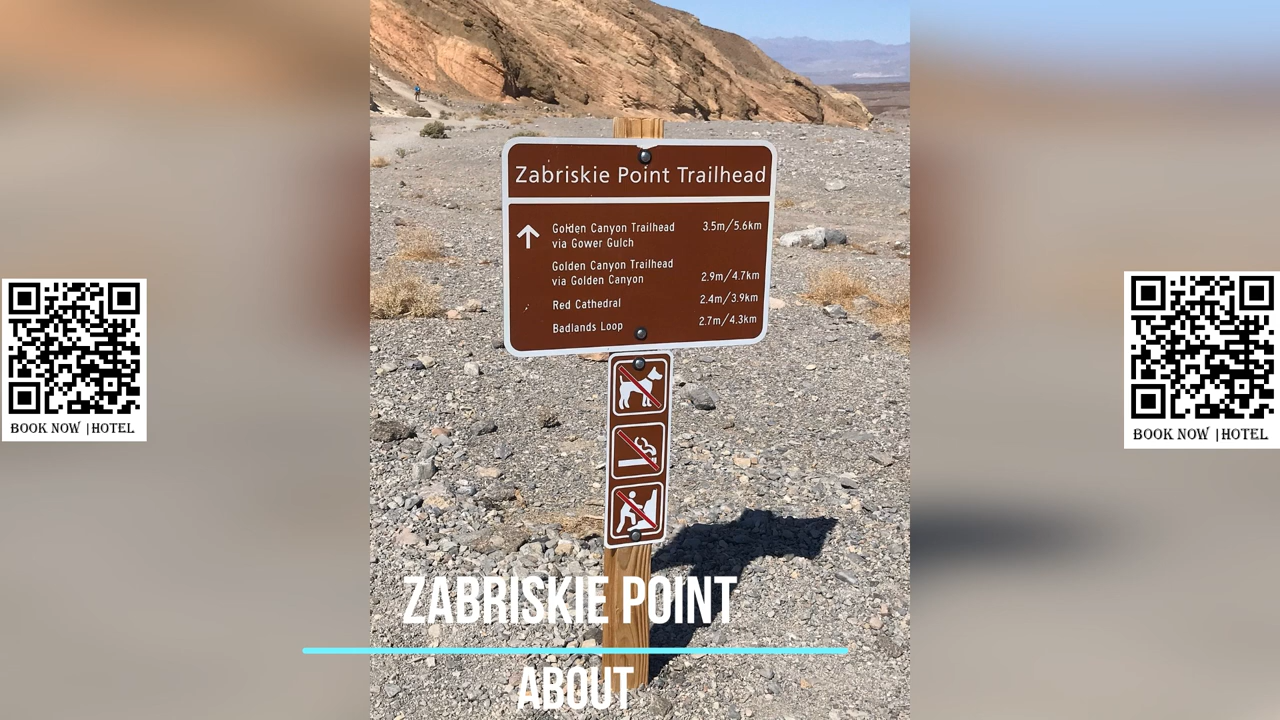 Zabriskie Point Trailhead
Golden Canyon Trailhead 3.5m/5.6km
via Gower Gulch
Golden Canyon Trailhead
via Golden Canyon 2.9m/4.7km
Red Cathedral 2.4m/3.9km
Badlands Loop 2.7m/4.3km
BOOK NOW |HOTEL
BOOK NOW |HOTEL
ZABRISKIE POINT
ABOUT